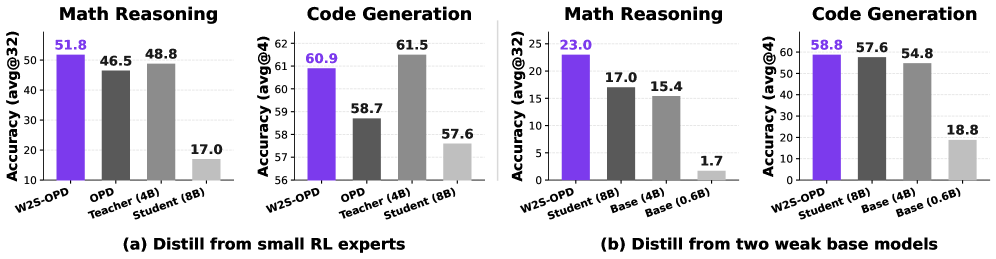 Math Reasoning
Accuracy (avg@32)
50
40
30
20
10
51.8
46.5
48.8
17.0
W2S-OPD
OPD
Teacher (4B)
Student (8B)
Code Generation
Accuracy (avg@4)
62
61
60
59
58
57
56
60.9
58.7
61.5
57.6
W2S-OPD
OPD
Teacher (4B)
Student (8B)
(a) Distill from small RL experts
Math Reasoning
Accuracy (avg@32)
25
20
15
10
5
0
23.0
17.0
15.4
1.7
W2S-OPD
Student (8B)
Base (4B)
Base (0.6B)
Code Generation
Accuracy (avg@4)
60
50
40
30
20
10
0
58.8
57.6
54.8
18.8
W2S-OPD
Student (8B)
Base (4B)
Base (0.6B)
(b) Distill from two weak base models